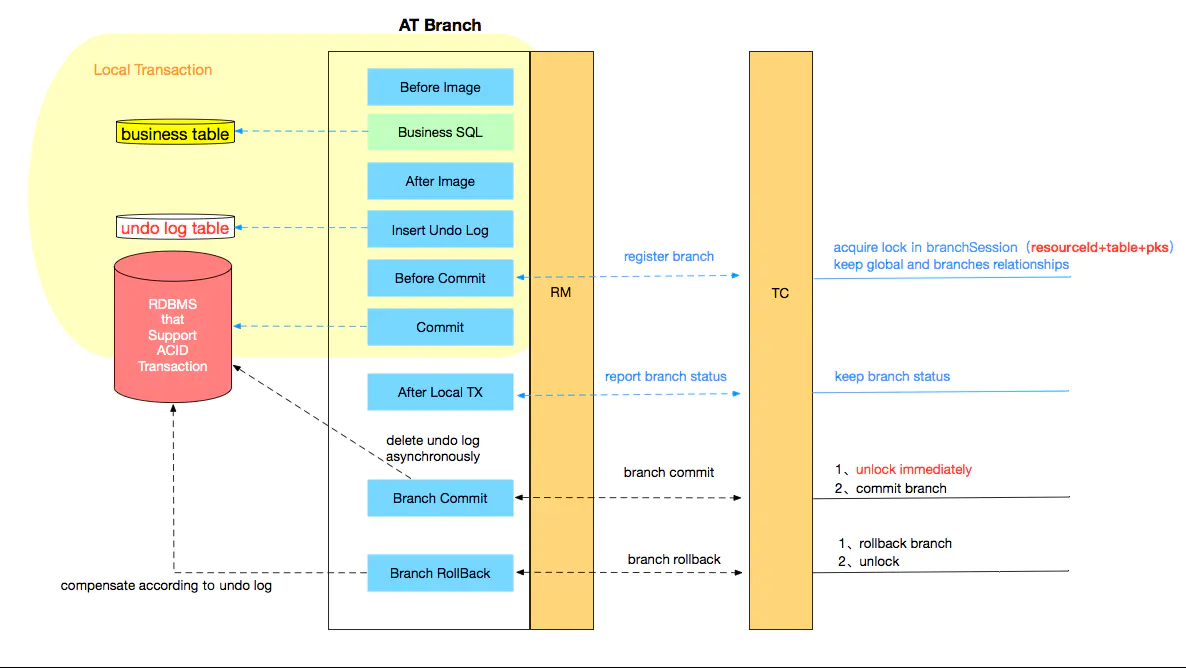 AT Branch
Local Transaction
Before Image
business table
Business SQL
After Image
undo log table
Insert Undo Log
register branch
acquire lock in branchSession（resourceId+table+pks）
keep global and branches relationships
Before Commit
RM
TC
RDBMS
that
Support
ACID
Transaction
Commit
After Local TX
report branch status
keep branch status
delete undo log
asynchronously
Branch Commit
branch commit
1、unlock immediately
2、commit branch
Branch RollBack
branch rollback
1、rollback branch
2、unlock
compensate according to undo log